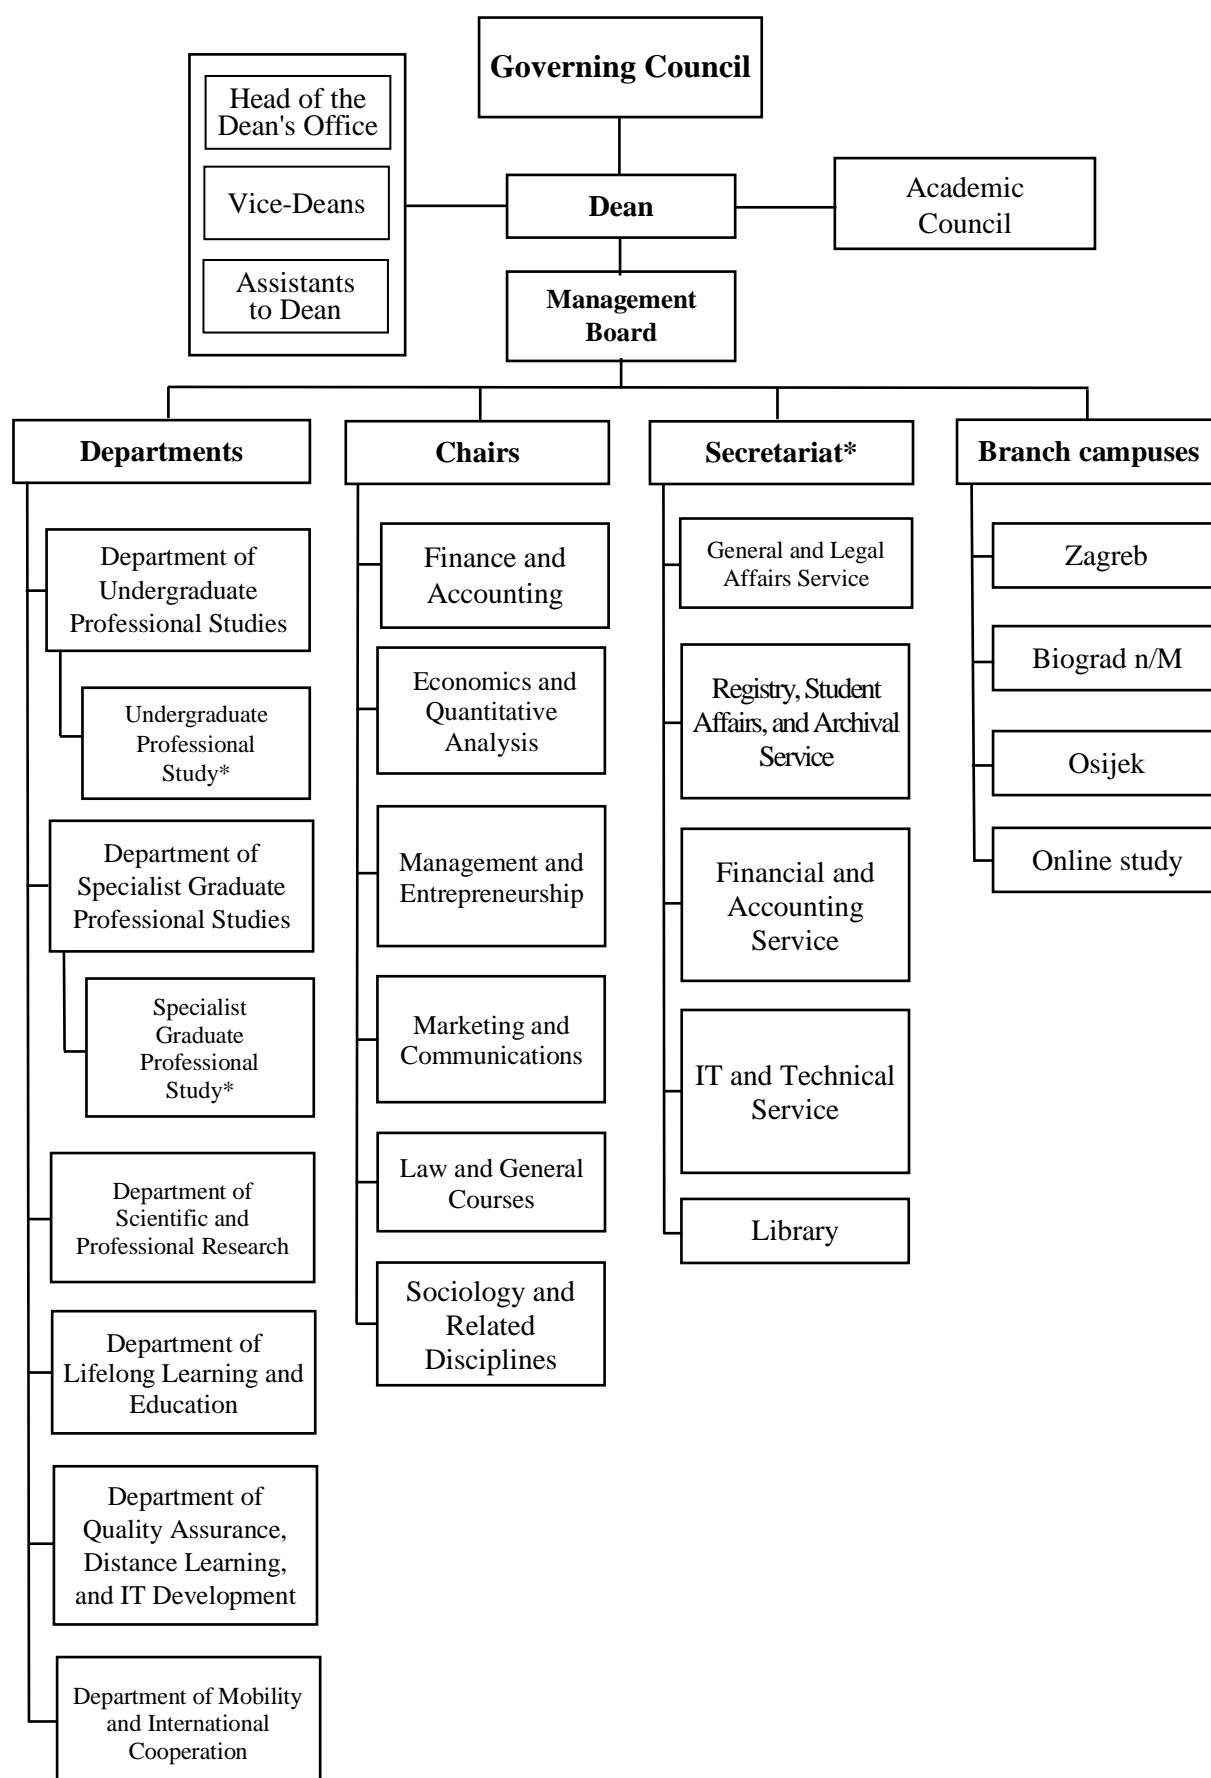 Governing Council
Head of the
Dean's Office
Vice-Deans
Assistants
to Dean
Dean
Academic
Council
Management
Board
Departments
Department of
Undergraduate
Professional Studies
Undergraduate
Professional
Study*
Department of
Specialist Graduate
Professional Studies
Specialist
Graduate
Professional
Study*
Department of
Scientific and
Professional Research
Department of
Lifelong Learning and
Education
Department of
Quality Assurance,
Distance Learning,
and IT Development
Department of Mobility
and International
Cooperation
Chairs
Finance and
Accounting
Economics and
Quantitative
Analysis
Management and
Entrepreneurship
Marketing and
Communications
Law and General
Courses
Sociology and
Related
Disciplines
Secretariat*
General and Legal
Affairs Service
Registry, Student
Affairs, and Archival
Service
Financial and
Accounting
Service
IT and Technical
Service
Library
Branch campuses
Zagreb
Biograd n/M
Osijek
Online study